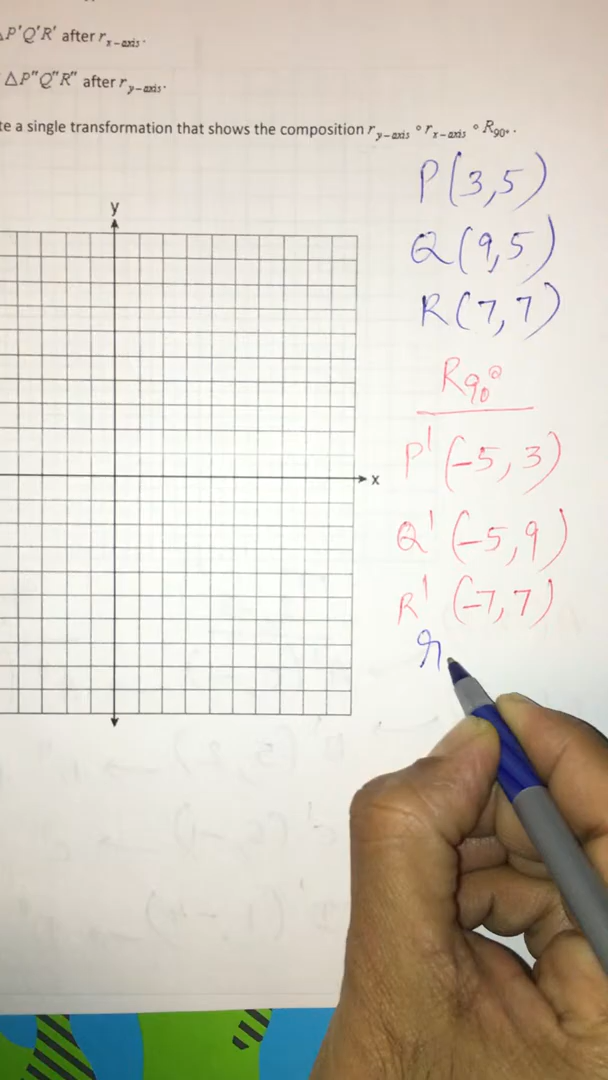 △P'Q'R' after r x-axis.
△P"Q"R" after r y-axis.
te a single transformation that shows the composition r y-axis ∘ r x-axis ∘ R90°.
P(3,5)
y
Q(9,5)
R(7,7)
R90°
P'(-5,3)
x
Q'(-5,9)
R'(-7,7)
r